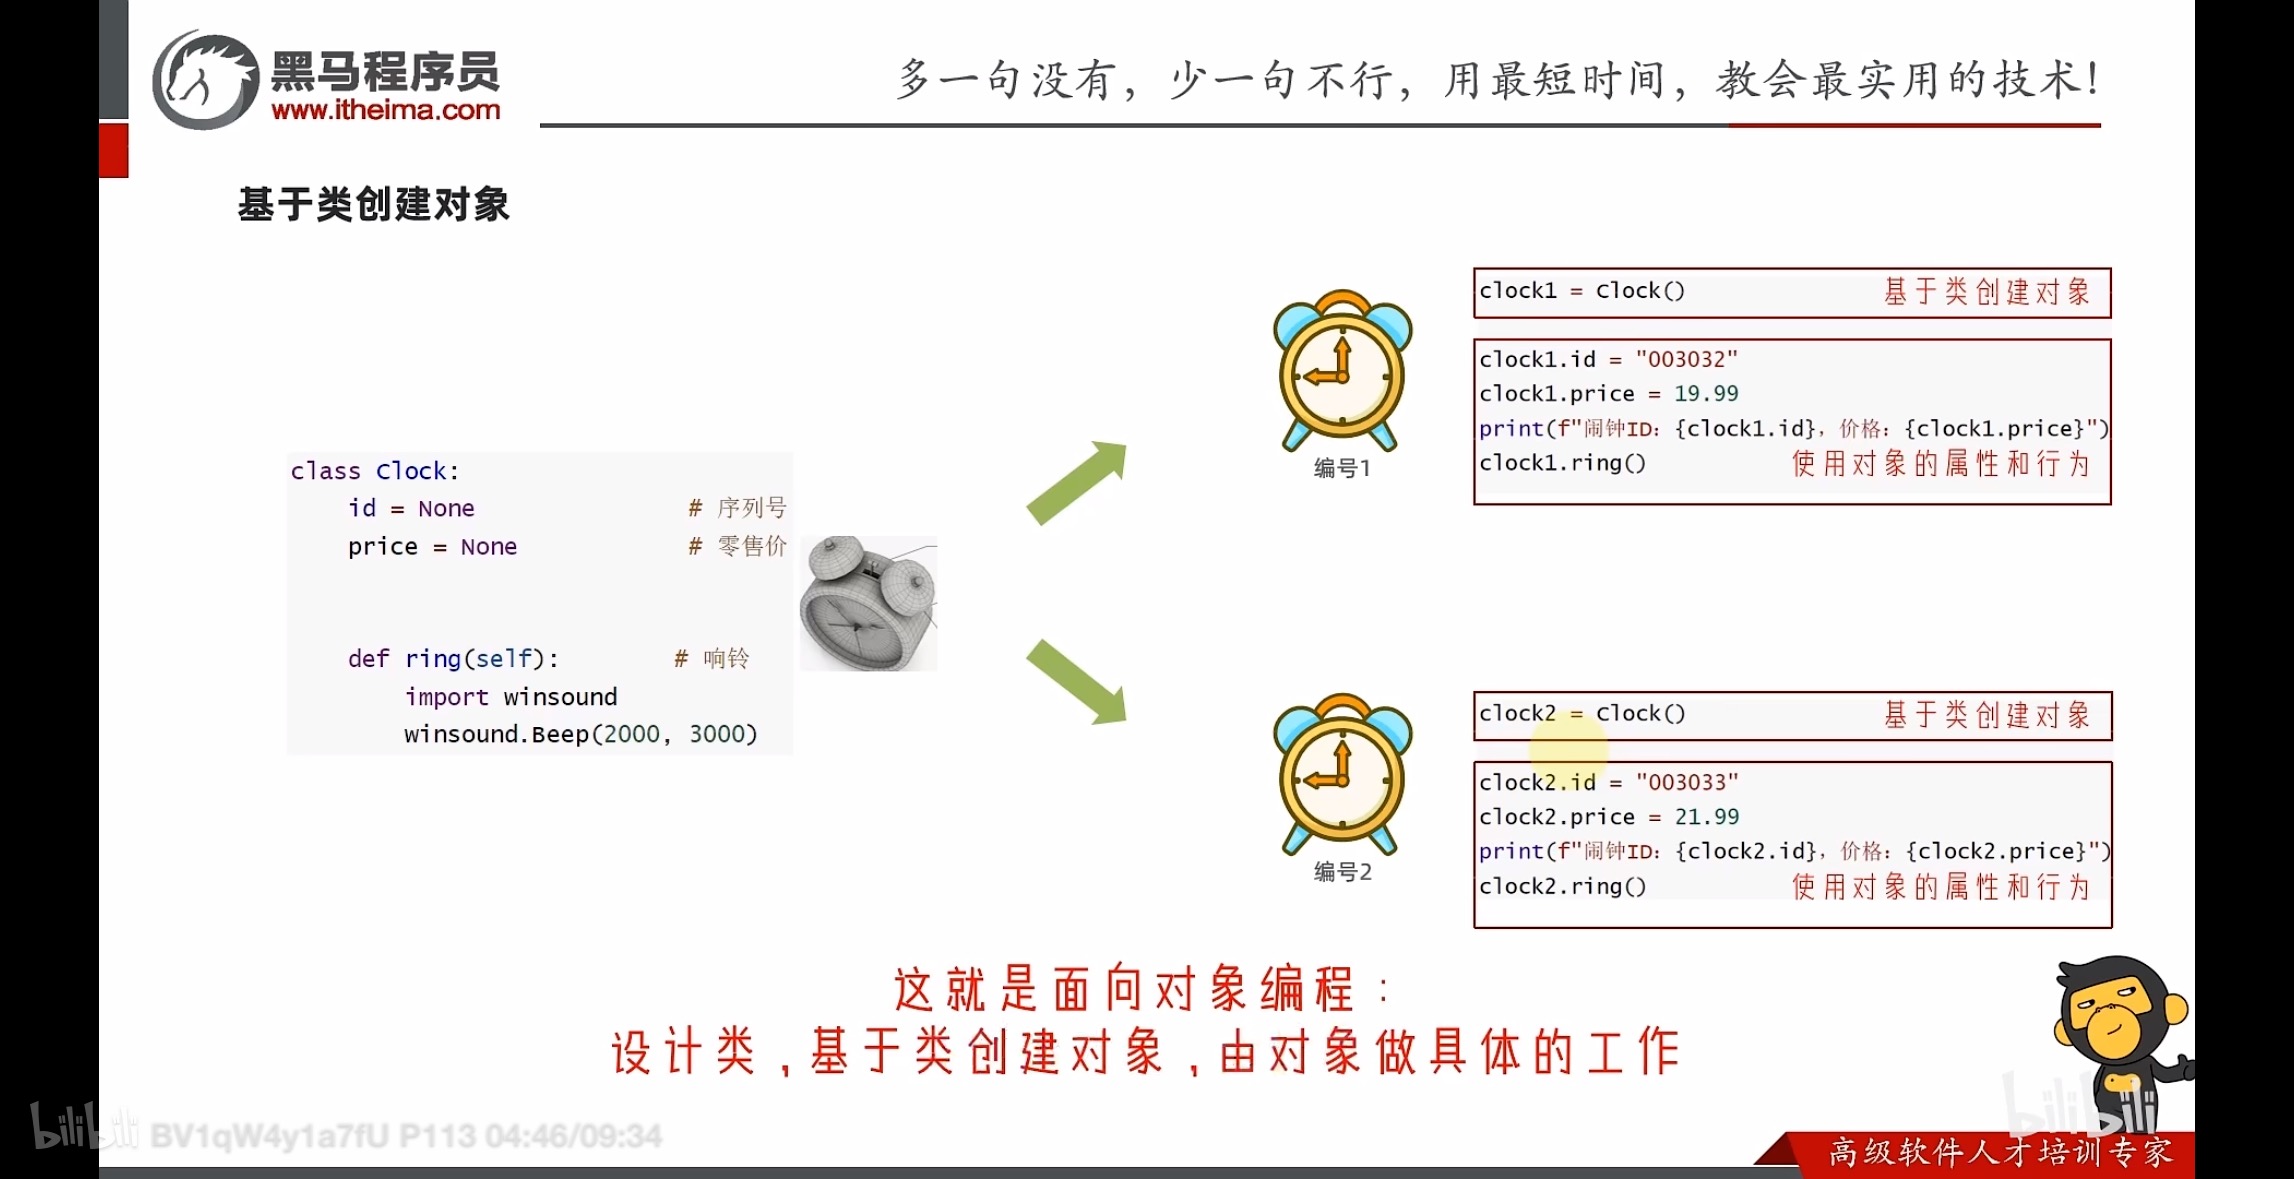 黑马程序员
www.itheima.com
多一句没有，少一句不行，用最短时间，教会最实用的技术！
基于类创建对象
class Clock:
    id = None    # 序列号
    price = None    # 零售价
    def ring(self):    # 响铃
        import winsound
        winsound.Beep(2000, 3000)
编号1
clock1 = Clock()    基于类创建对象
clock1.id = "003032"
clock1.price = 19.99
print(f"闹钟ID：{clock1.id}，价格：{clock1.price}")
clock1.ring()    使用对象的属性和行为
编号2
clock2 = Clock()    基于类创建对象
clock2.id = "003033"
clock2.price = 21.99
print(f"闹钟ID：{clock2.id}，价格：{clock2.price}")
clock2.ring()    使用对象的属性和行为
这就是面向对象编程：
设计类，基于类创建对象，由对象做具体的工作
bilibili BV1qW4y1a7fU P113 04:46/09:34
bilibili
高级软件人才培训专家